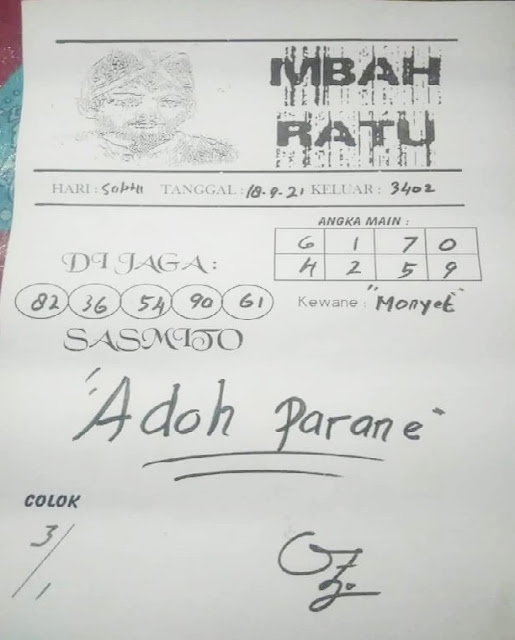 MBAH
RATU
HARI : Sabtu TANGGAL : 18-9-21 KELUAR : 3402
ANGKA MAIN :
6 1 7 0
4 2 5 9
DI JAGA :
82 36 54 90 61
Kewane : "Monyet"
SASMITO
"Adoh Parane"
COLOK
3/1